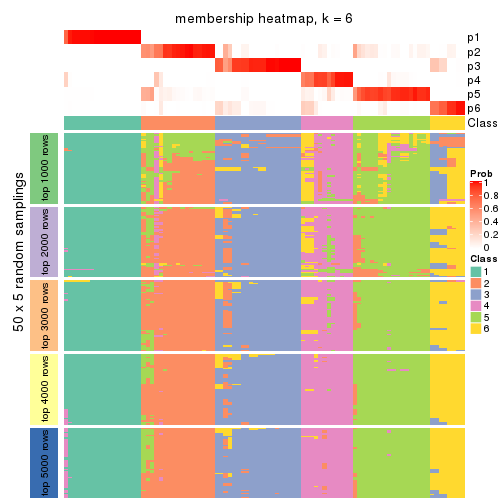 membership heatmap, k = 6
p1
p2
p3
p4
p5
p6
Class
50 x 5 random samplings
top 1000 rows
top 2000 rows
top 3000 rows
top 4000 rows
top 5000 rows
Prob
1
0.8
0.6
0.4
0.2
0
Class
1
2
3
4
5
6